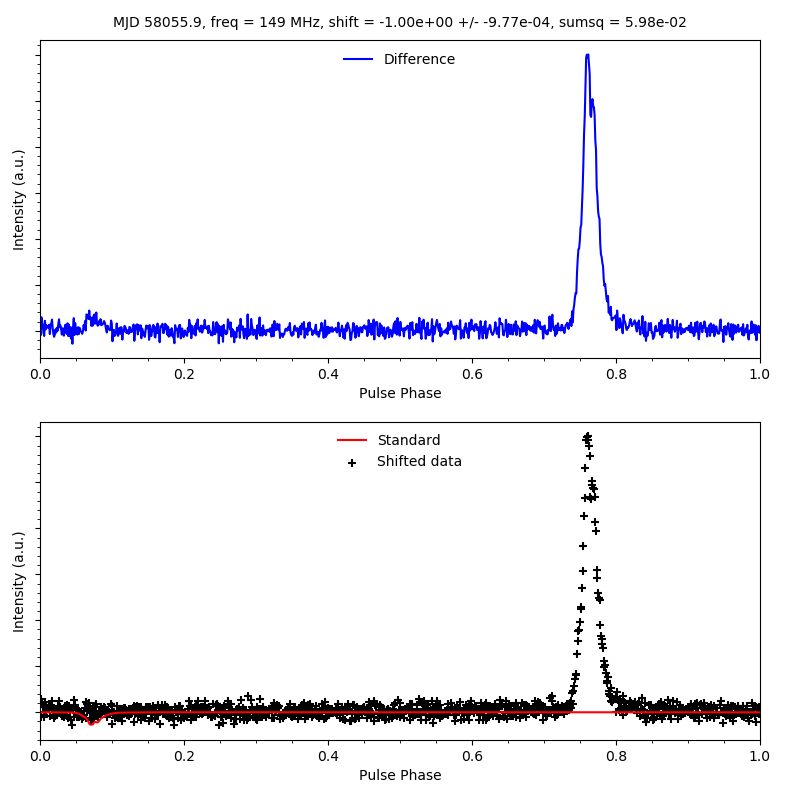 MJD 58055.9, freq = 149 MHz, shift = -1.00e+00 +/- -9.77e-04, sumsq = 5.98e-02
Difference
Intensity (a.u.)
0.0 0.2 0.4 0.6 0.8 1.0
Pulse Phase
Standard
Shifted data
Intensity (a.u.)
0.0 0.2 0.4 0.6 0.8 1.0
Pulse Phase